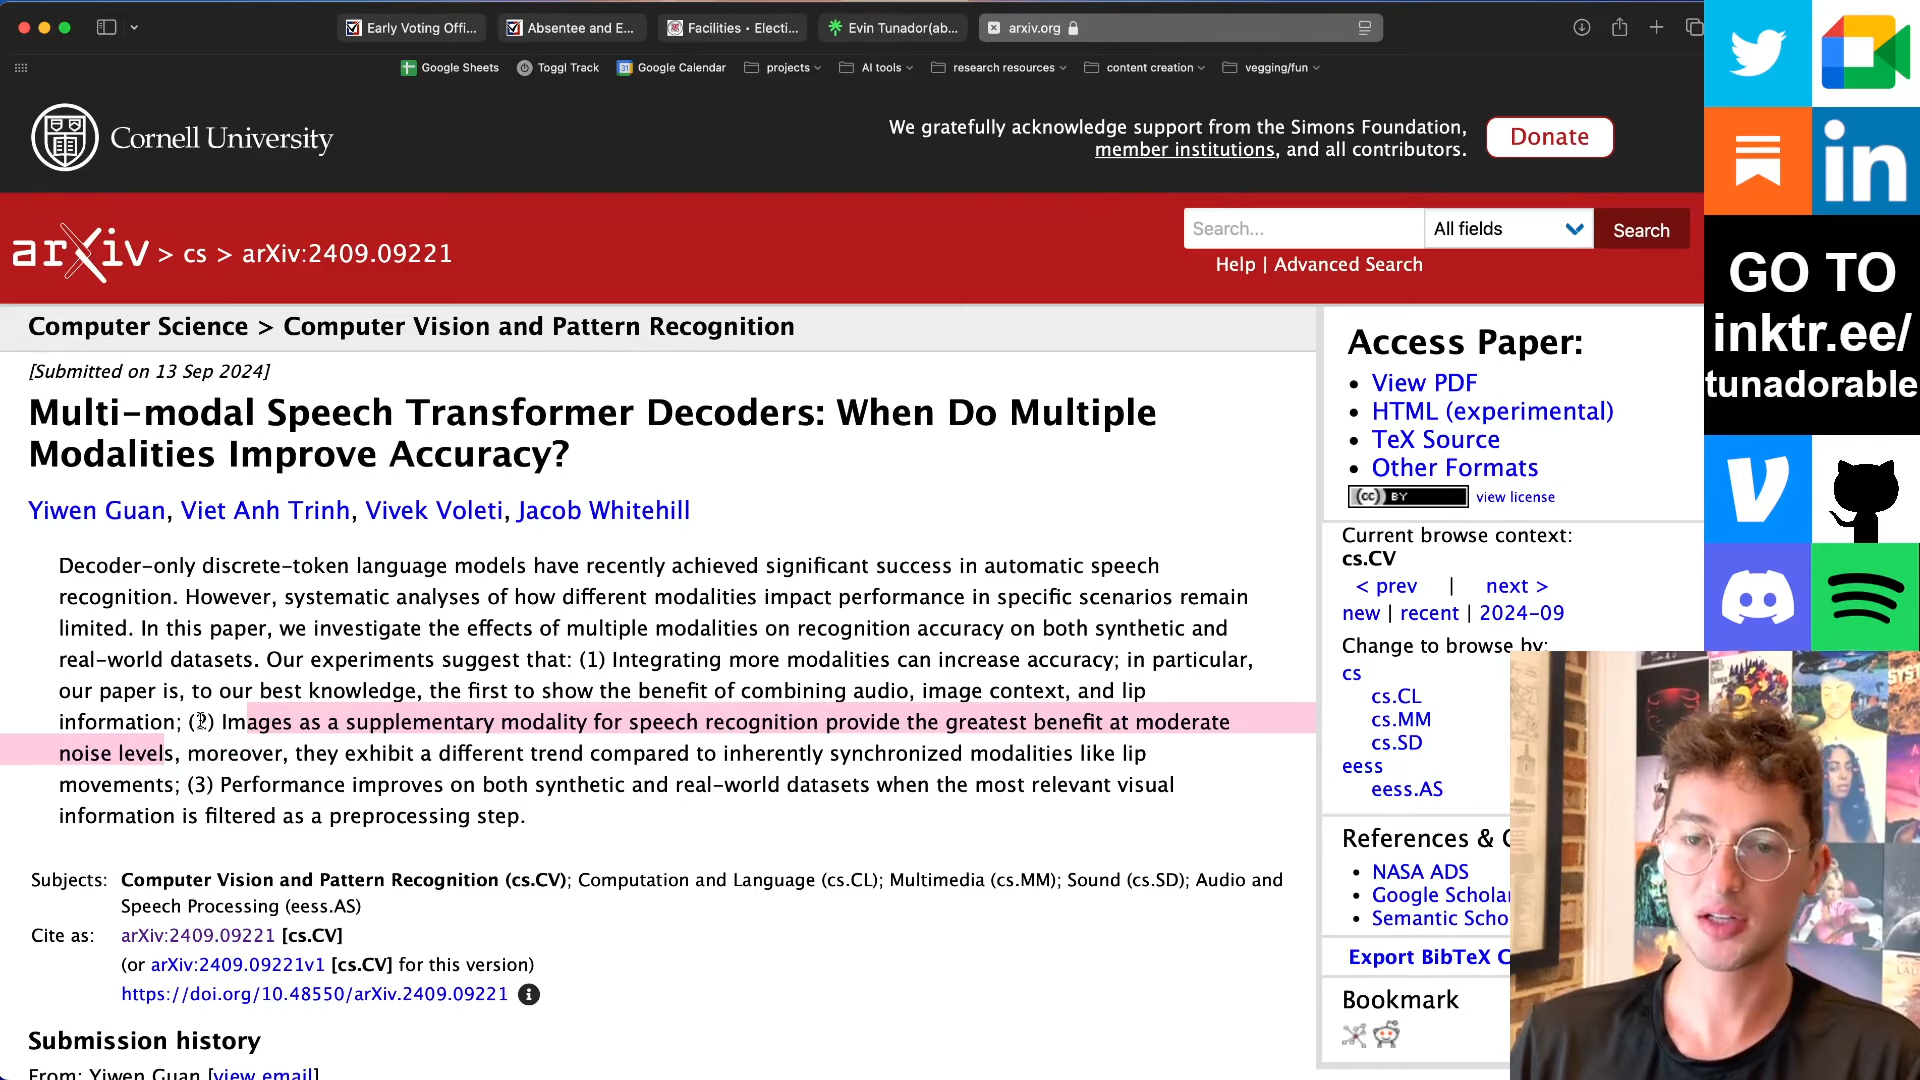 Early Voting Offi...
Absentee and E...
Facilities • Electi...
Evin Tunador(ab...
arxiv.org
Google Sheets
Toggl Track
31
Google Calendar
projects
AI tools
research resources
content creation
vegging/fun
Cornell University
We gratefully acknowledge support from the Simons Foundation,
member institutions, and all contributors.
Donate
arXiv > cs > arXiv:2409.09221
Search...
All fields
Search
Help | Advanced Search
Computer Science > Computer Vision and Pattern Recognition
[Submitted on 13 Sep 2024]
Multi-modal Speech Transformer Decoders: When Do Multiple
Modalities Improve Accuracy?
Yiwen Guan, Viet Anh Trinh, Vivek Voleti, Jacob Whitehill
Decoder-only discrete-token language models have recently achieved significant success in automatic speech
recognition. However, systematic analyses of how different modalities impact performance in specific scenarios remain
limited. In this paper, we investigate the effects of multiple modalities on recognition accuracy on both synthetic and
real-world datasets. Our experiments suggest that: (1) Integrating more modalities can increase accuracy; in particular,
our paper is, to our best knowledge, the first to show the benefit of combining audio, image context, and lip
information; (2) Images as a supplementary modality for speech recognition provide the greatest benefit at moderate
noise levels, moreover, they exhibit a different trend compared to inherently synchronized modalities like lip
movements; (3) Performance improves on both synthetic and real-world datasets when the most relevant visual
information is filtered as a preprocessing step.
Subjects: Computer Vision and Pattern Recognition (cs.CV); Computation and Language (cs.CL); Multimedia (cs.MM); Sound (cs.SD); Audio and
Speech Processing (eess.AS)
Cite as: arXiv:2409.09221 [cs.CV]
(or arXiv:2409.09221v1 [cs.CV] for this version)
https://doi.org/10.48550/arXiv.2409.09221
Submission history
From: Yiwen Guan [view email]
Access Paper:
• View PDF
• HTML (experimental)
• TeX Source
• Other Formats
(cc) BY
view license
Current browse context:
cs.CV
< prev | next >
new | recent | 2024-09
Change to browse by:
cs
cs.CL
cs.MM
cs.SD
eess
eess.AS
References & C
• NASA ADS
• Google Scholar
• Semantic Scho
Export BibTeX C
Bookmark
in
GO TO
inktr.ee/
tunadorable